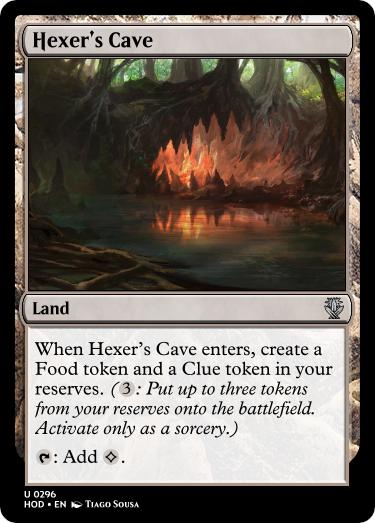 Hexer's Cave
Land
When Hexer's Cave enters, create a
Food token and a Clue token in your
reserves. (3: Put up to three tokens
from your reserves onto the battlefield.
Activate only as a sorcery.)
: Add .
U 0296
HOD • EN Tiago Sousa